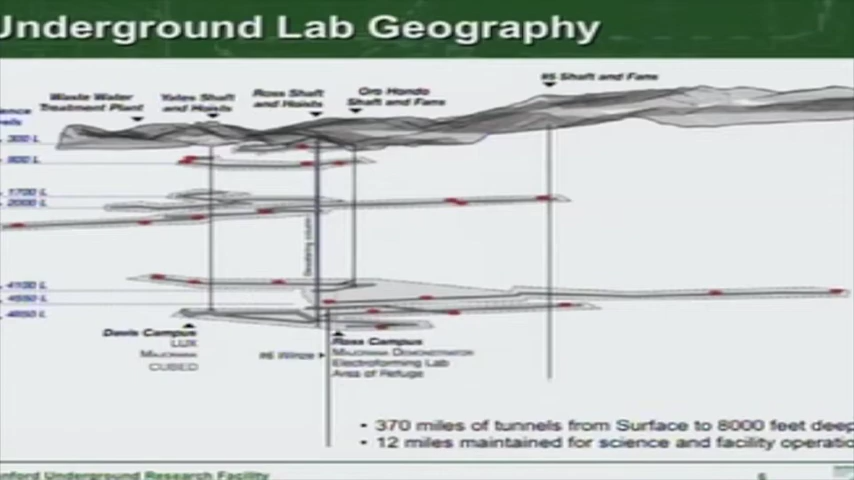 Underground Lab Geography
#5 Shaft and Fans
Waste Water
Treatment Plant
Yates Shaft
and Hoists
Ross Shaft
and Hoists
Oro Hondo
Shaft and Fans
300 L
800 L
1700 L
2000 L
4100 L
4550 L
4850 L
Davis Campus
LUX
MAJORANA
CUBED
#6 Winze
Ross Campus
MAJORANA DEMONSTRATOR
Electroforming Lab
Area of Refuge
• 370 miles of tunnels from Surface to 8000 feet deep
• 12 miles maintained for science and facility operatio
anford Underground Research Facility